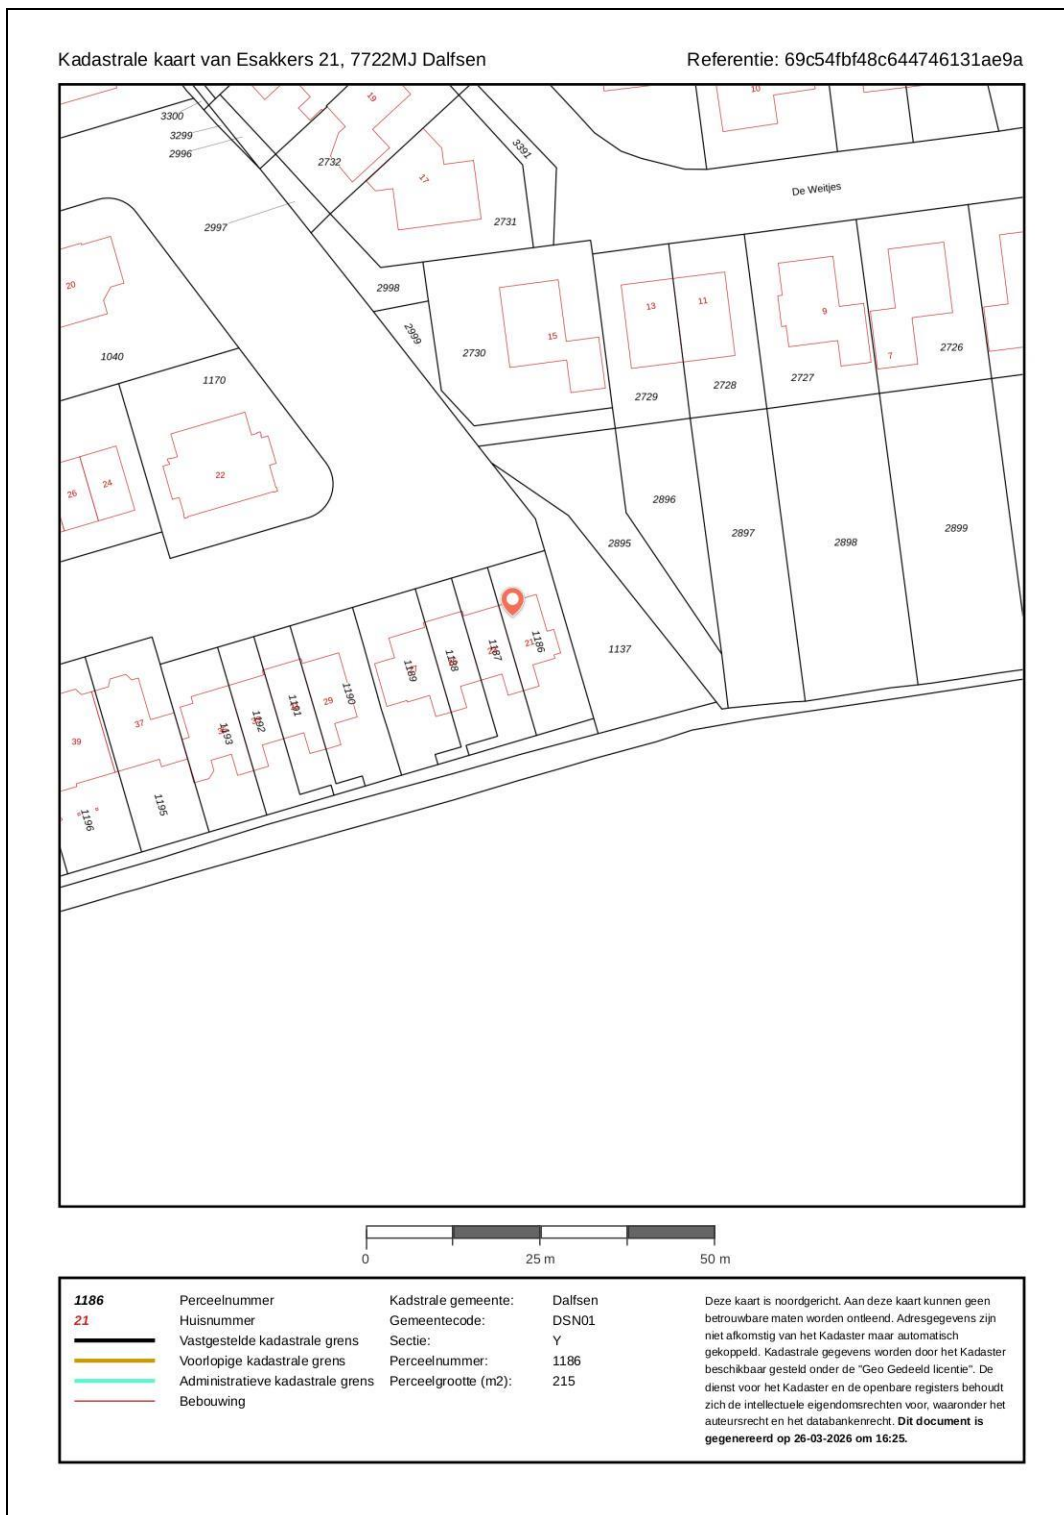 Kadastrale kaart van Esakkers 21, 7722MJ Dalfsen
Referentie: 69c54fbf48c644746131ae9a
3300
3299
2996
2732
19
17
3391
10
De Weitjes
2997
2731
20
2998
2999
2730
15
13
11
9
7
2726
2727
2728
2729
1040
1170
22
26
24
2896
2895
2897
2898
2899
1137
1186
21
1187
1188
1189
1190
29
1191
1192
1193
37
39
1195
1196
0
25 m
50 m
1186 Perceelnummer
21 Huisnummer
Vastgestelde kadastrale grens
Voorlopige kadastrale grens
Administratieve kadastrale grens
Bebouwing
Kadstrale gemeente: Dalfsen
Gemeentecode: DSN01
Sectie: Y
Perceelnummer: 1186
Perceelgrootte (m2): 215
Deze kaart is noordgericht. Aan deze kaart kunnen geen
betrouwbare maten worden ontleend. Adresgegevens zijn
niet afkomstig van het Kadaster maar automatisch
gekoppeld. Kadastrale gegevens worden door het Kadaster
beschikbaar gesteld onder de "Geo Gedeeld licentie". De
dienst voor het Kadaster en de openbare registers behoudt
zich de intellectuele eigendomsrechten voor, waaronder het
auteursrecht en het databankenrecht. Dit document is
gegenereerd op 26-03-2026 om 16:25.